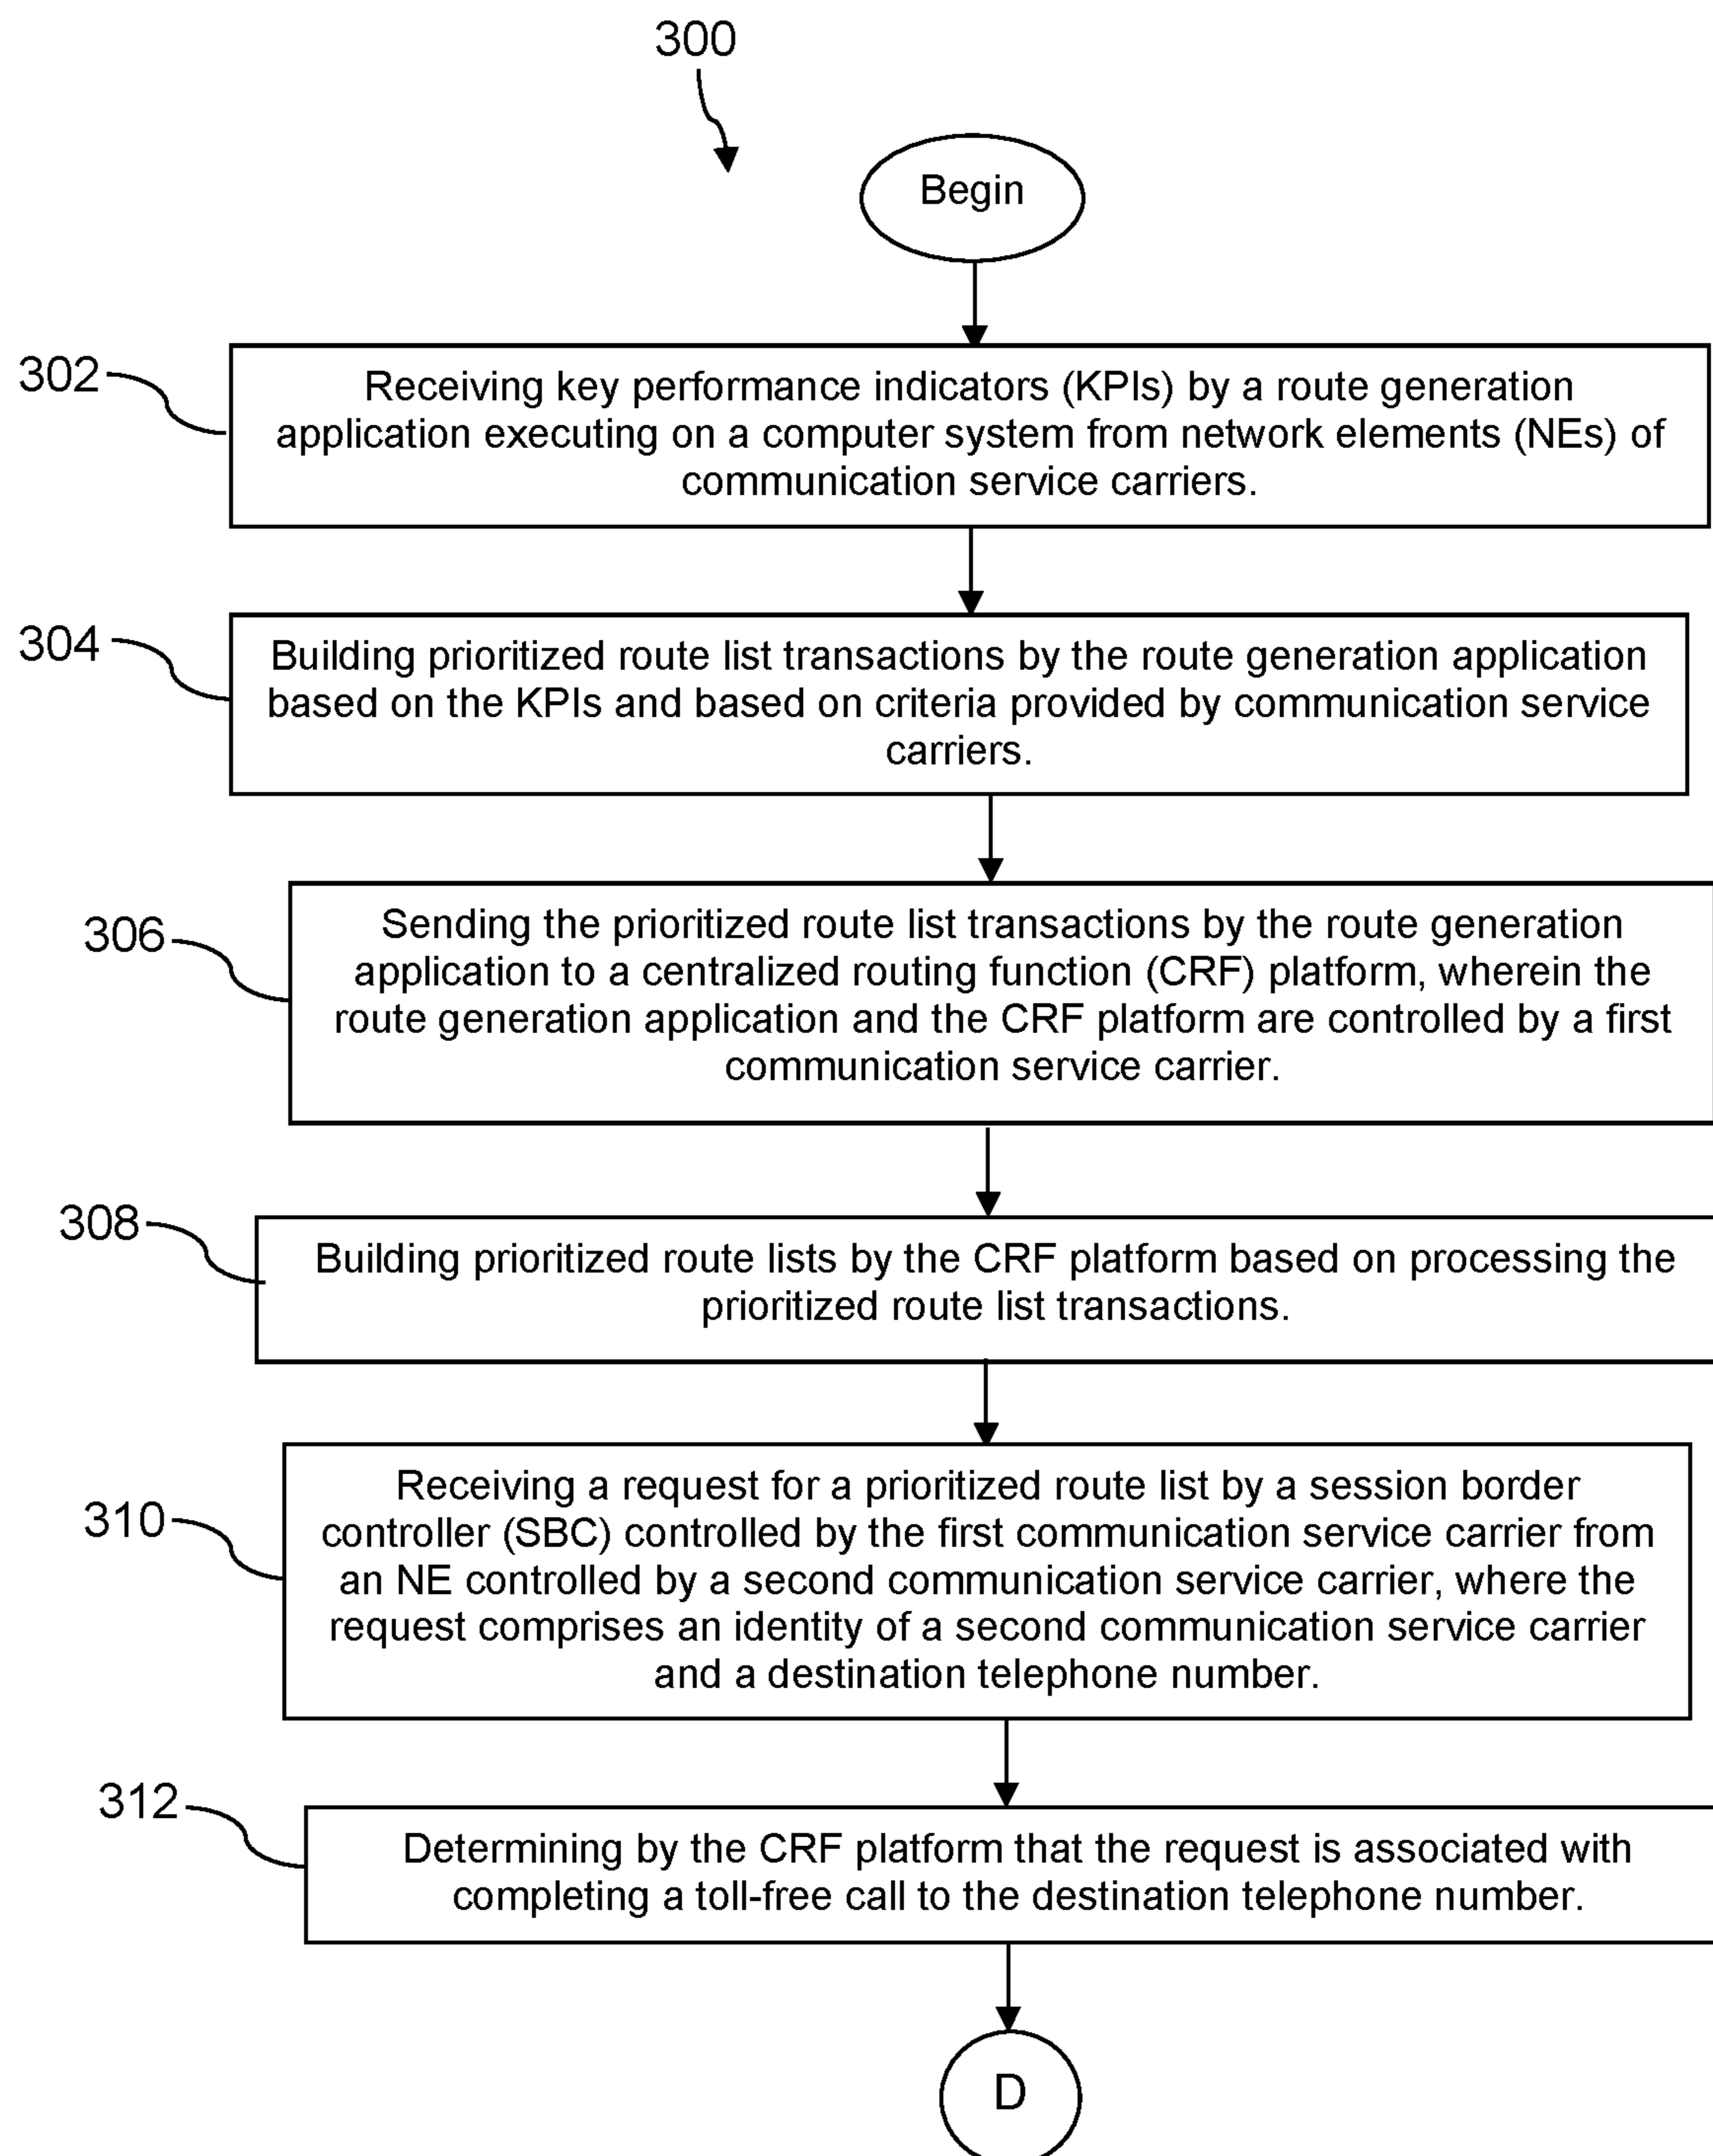 300
Begin
302
Receiving key performance indicators (KPIs) by a route generation
application executing on a computer system from network elements (NEs) of
communication service carriers.
304
Building prioritized route list transactions by the route generation application
based on the KPIs and based on criteria provided by communication service
carriers.
306
Sending the prioritized route list transactions by the route generation
application to a centralized routing function (CRF) platform, wherein the
route generation application and the CRF platform are controlled by a first
communication service carrier.
308
Building prioritized route lists by the CRF platform based on processing the
prioritized route list transactions.
310
Receiving a request for a prioritized route list by a session border
controller (SBC) controlled by the first communication service carrier from
an NE controlled by a second communication service carrier, where the
request comprises an identity of a second communication service carrier
and a destination telephone number.
312
Determining by the CRF platform that the request is associated with
completing a toll-free call to the destination telephone number.
D